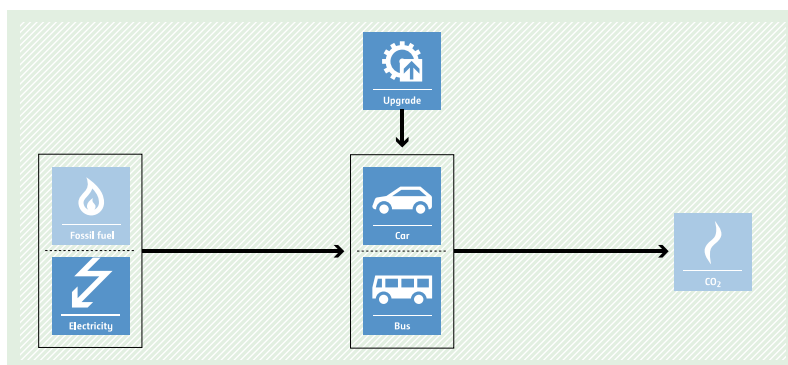 Upgrade
Fossil fuel
Car
CO₂
Electricity
Bus